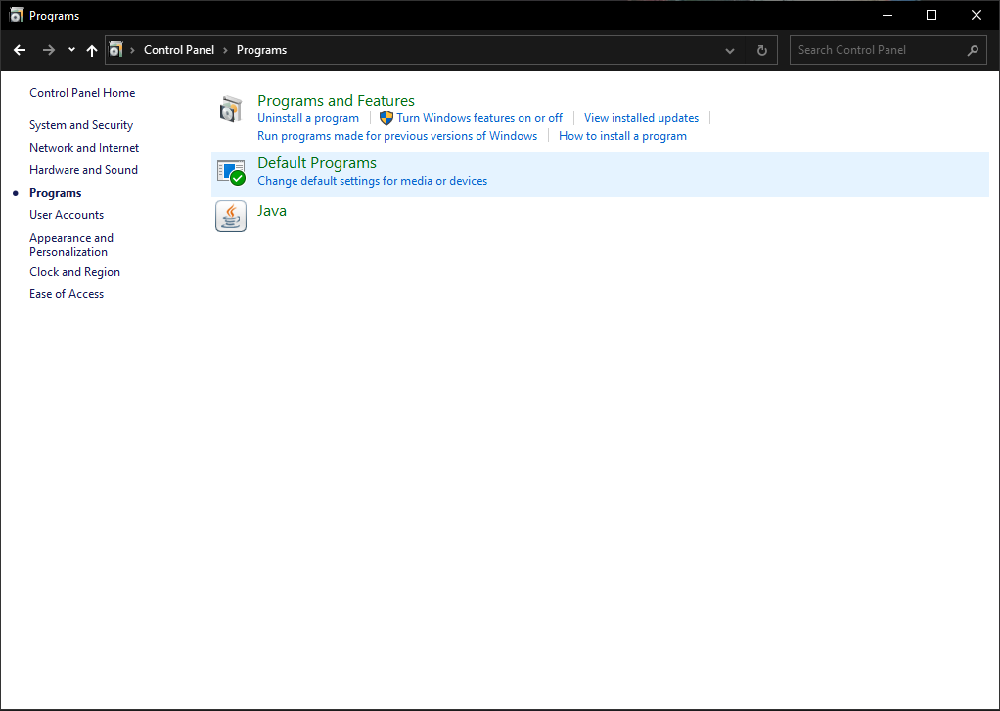 Programs
Control Panel > Programs
Search Control Panel
Control Panel Home
System and Security
Network and Internet
Hardware and Sound
Programs
User Accounts
Appearance and
Personalization
Clock and Region
Ease of Access
Programs and Features
Uninstall a program
Turn Windows features on or off
View installed updates
Run programs made for previous versions of Windows
How to install a program
Default Programs
Change default settings for media or devices
Java